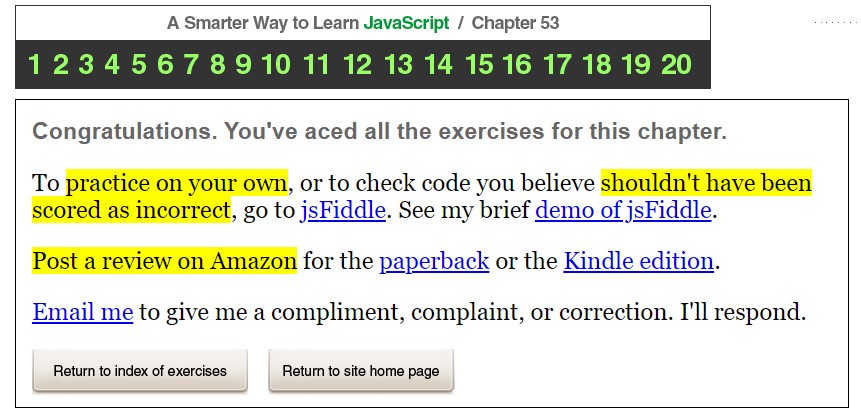 A Smarter Way to Learn JavaScript / Chapter 53
1 2 3 4 5 6 7 8 9 10 11 12 13 14 15 16 17 18 19 20
Congratulations. You've aced all the exercises for this chapter.
To practice on your own, or to check code you believe shouldn't have been
scored as incorrect, go to jsFiddle. See my brief demo of jsFiddle.
Post a review on Amazon for the paperback or the Kindle edition.
Email me to give me a compliment, complaint, or correction. I'll respond.
Return to index of exercises Return to site home page